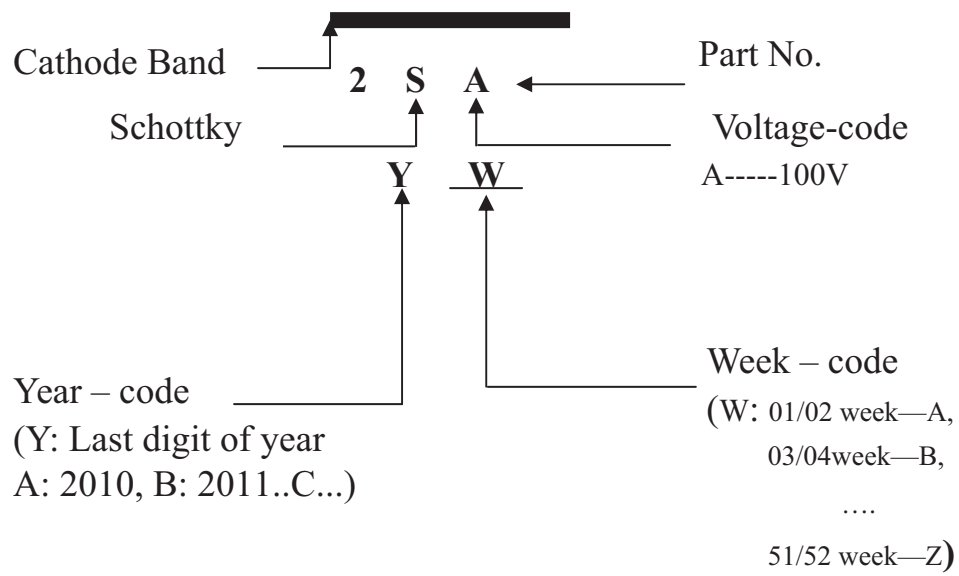 Cathode Band
Part No.
2 S A
Schottky
Voltage-code
Y W
A-----100V
Year – code
(Y: Last digit of year
A: 2010, B: 2011..C...)
Week – code
(W: 01/02 week—A,
03/04week—B,
….
51/52 week—Z)